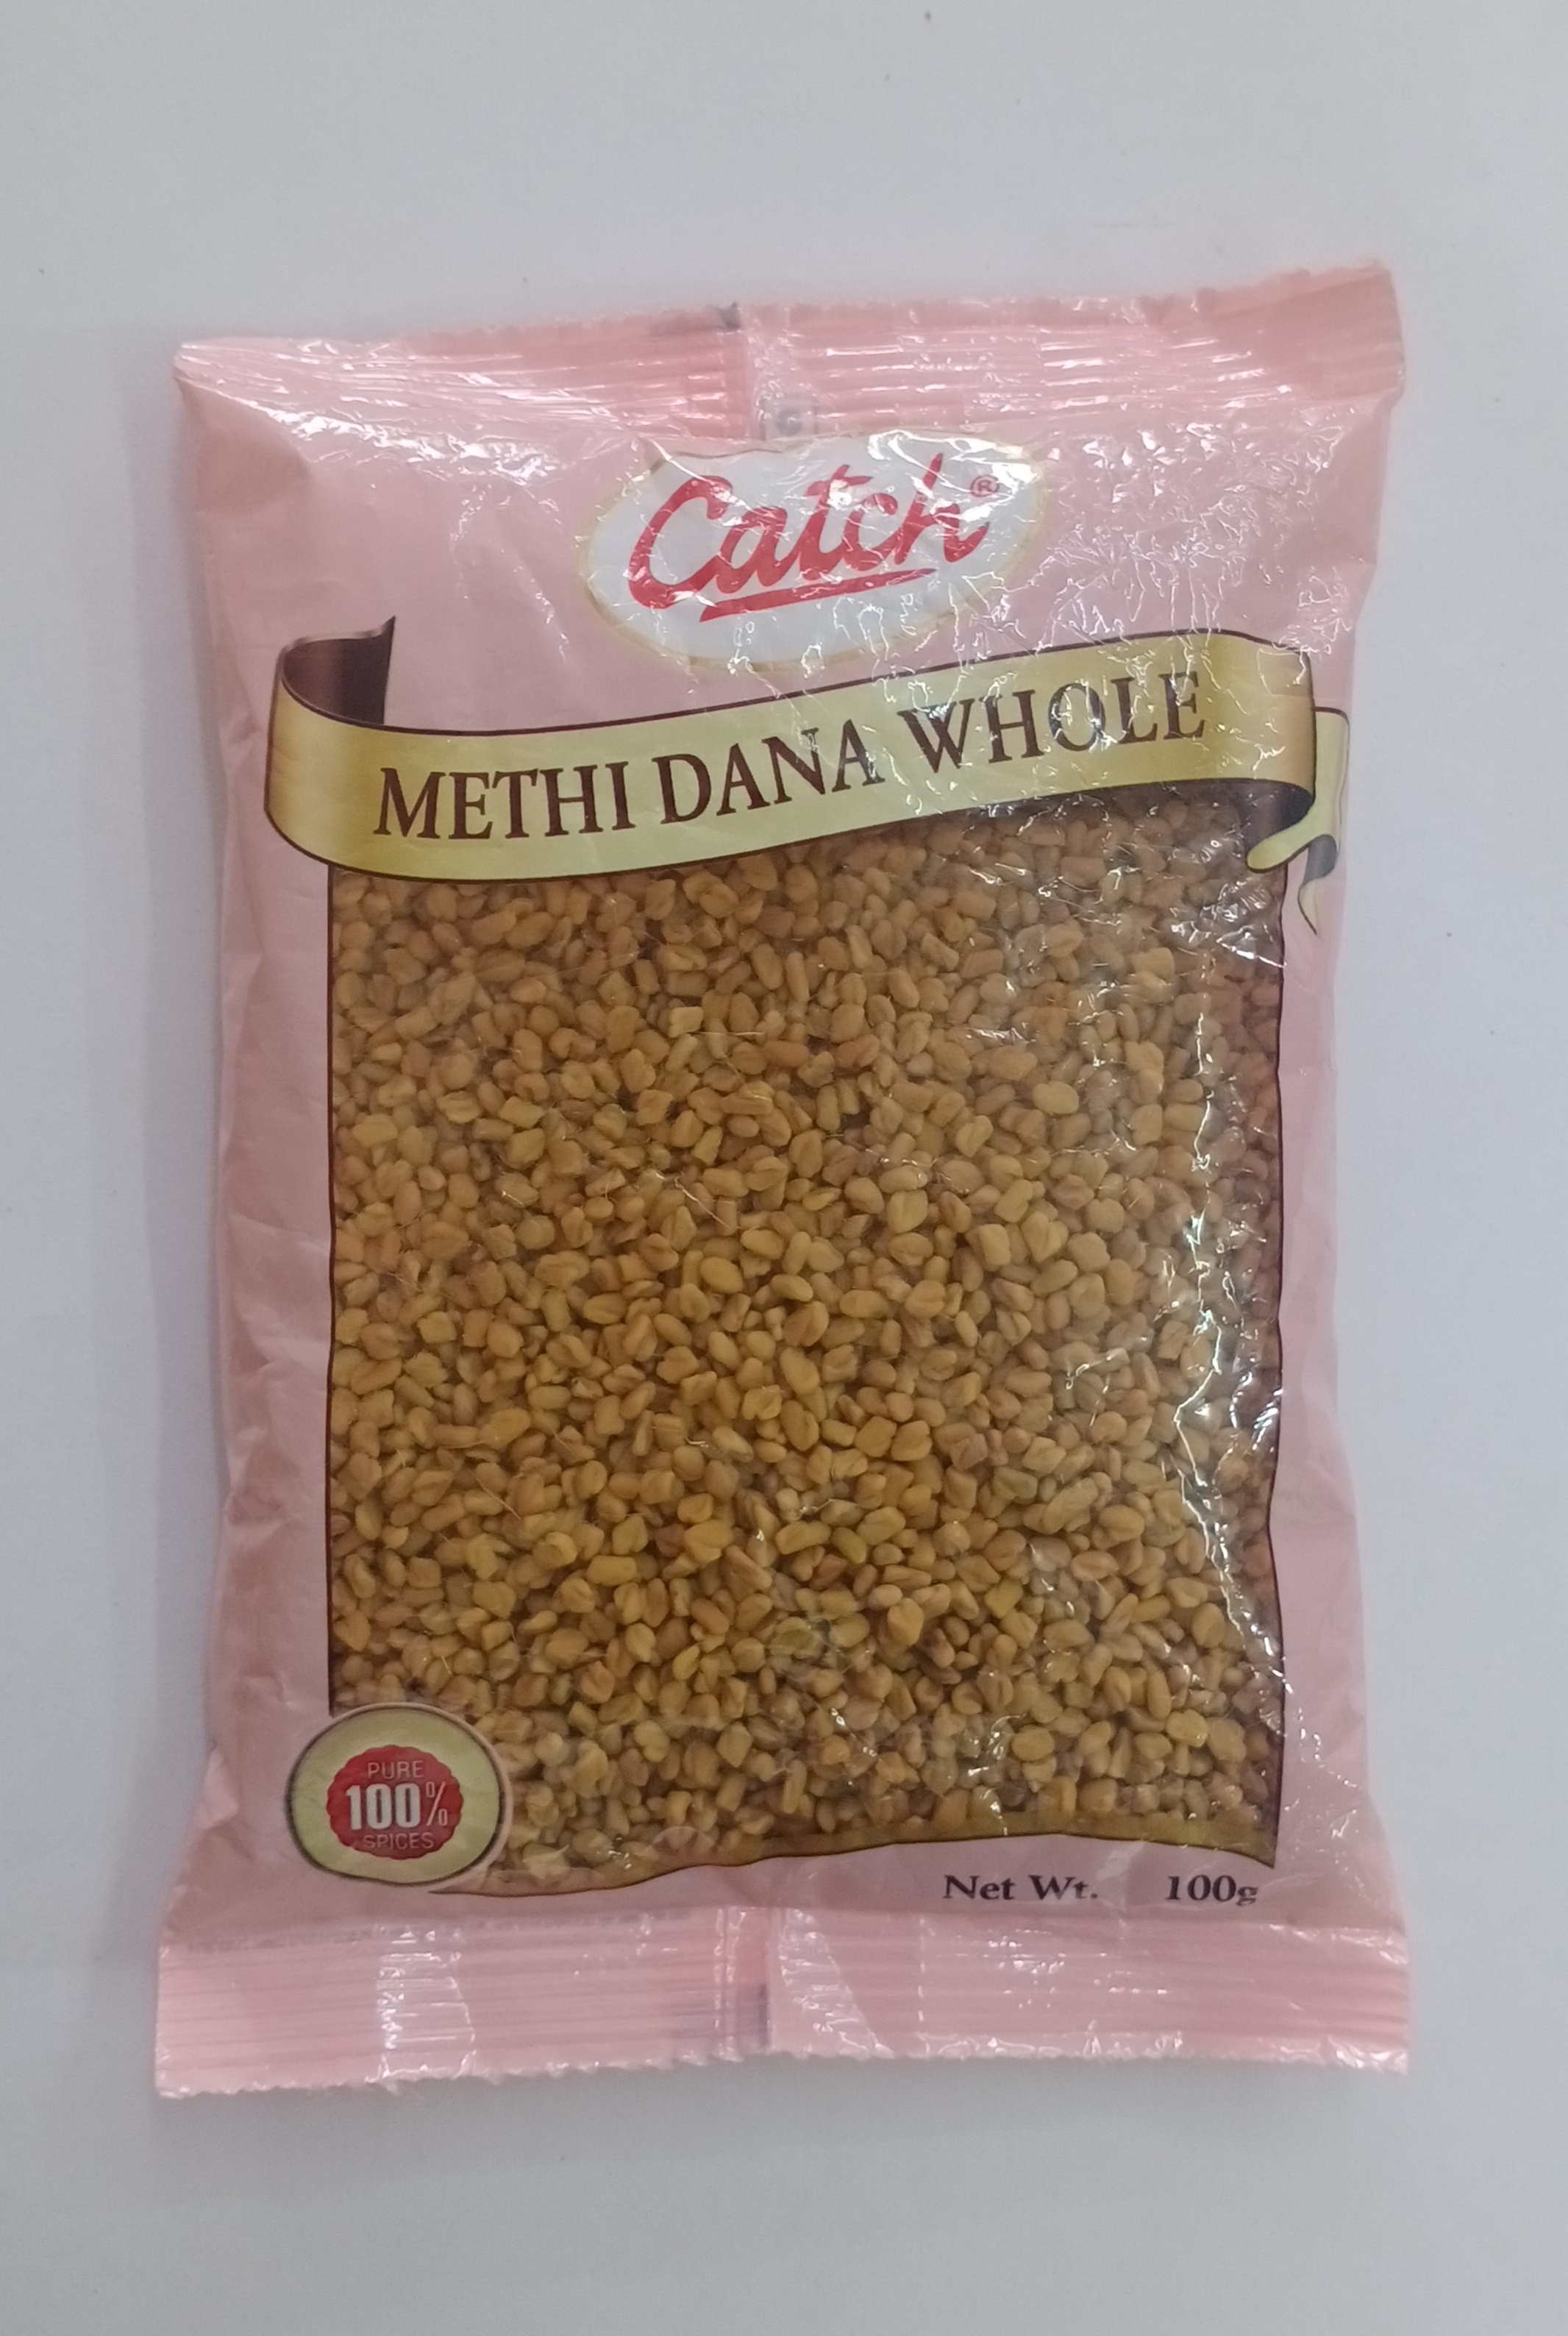 Catch®
METHI DANA WHOLE
PURE
100%
SPICES
Net Wt. 100g